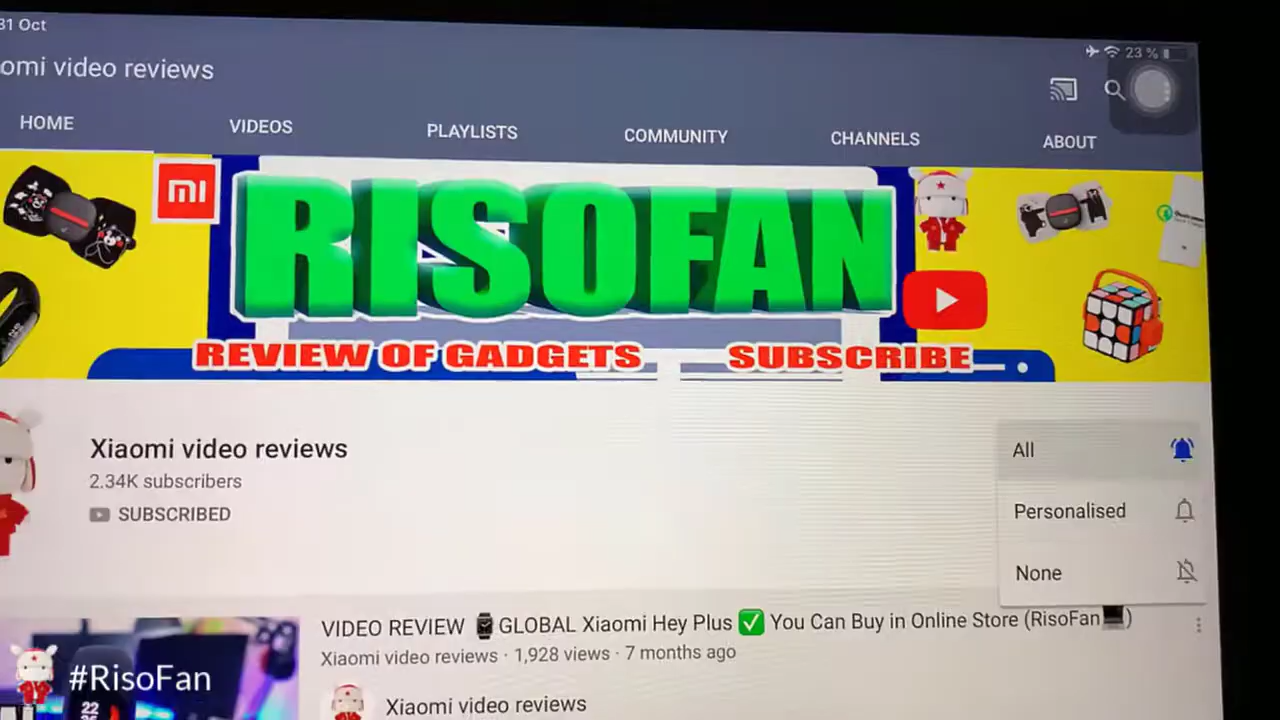 31 Oct
23 %
omi video reviews
HOME
VIDEOS
PLAYLISTS
COMMUNITY
CHANNELS
ABOUT
RISOFAN
REVIEW OF GADGETS
SUBSCRIBE
Xiaomi video reviews
2.34K subscribers
SUBSCRIBED
All
Personalised
None
VIDEO REVIEW ⌚GLOBAL Xiaomi Hey Plus ✅ You Can Buy in Online Store (RisoFan💻)
Xiaomi video reviews · 1,928 views · 7 months ago
#RisoFan
Xiaomi video reviews
22